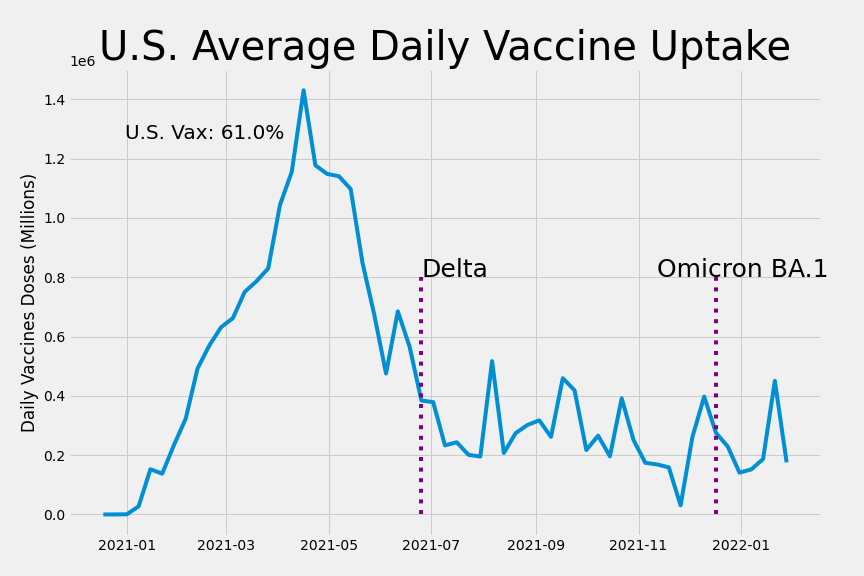 U.S. Average Daily Vaccine Uptake
1e6
1.4
U.S. Vax: 61.0%
1.2
1.0
Delta
Omicron BA.1
0.8
0.6
0.4
0.2
0.0
Daily Vaccines Doses (Millions)
2021-01 2021-03 2021-05 2021-07 2021-09 2021-11 2022-01